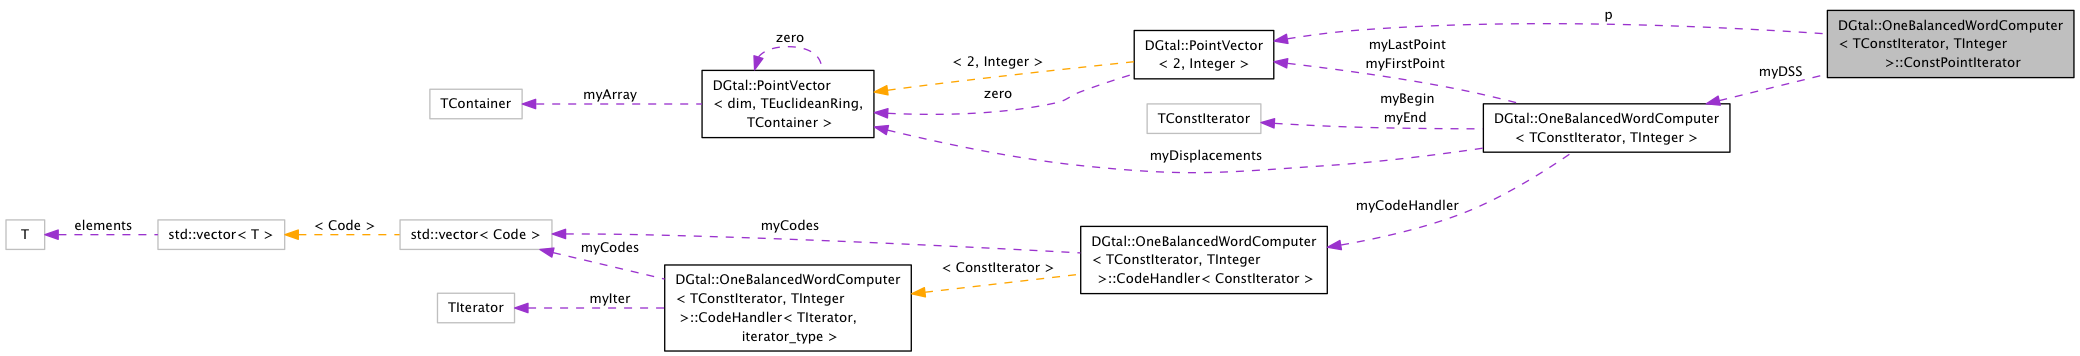 p
DGtal::OneBalancedWordComputer
< TConstIterator, TInteger
>::ConstPointIterator
zero
DGtal::PointVector
< 2, Integer >
myLastPoint
myFirstPoint
< 2, Integer >
myDSS
DGtal::PointVector
< dim, TEuclideanRing,
TContainer >
TContainer
myArray
zero
myBegin
myEnd
TConstIterator
DGtal::OneBalancedWordComputer
< TConstIterator, TInteger >
myDisplacements
myCodeHandler
T
elements
std::vector< T >
< Code >
std::vector< Code >
myCodes
myCodes
DGtal::OneBalancedWordComputer
< TConstIterator, TInteger
>::CodeHandler< ConstIterator >
< ConstIterator >
DGtal::OneBalancedWordComputer
< TConstIterator, TInteger
>::CodeHandler< TIterator,
iterator_type >
TIterator
myIter